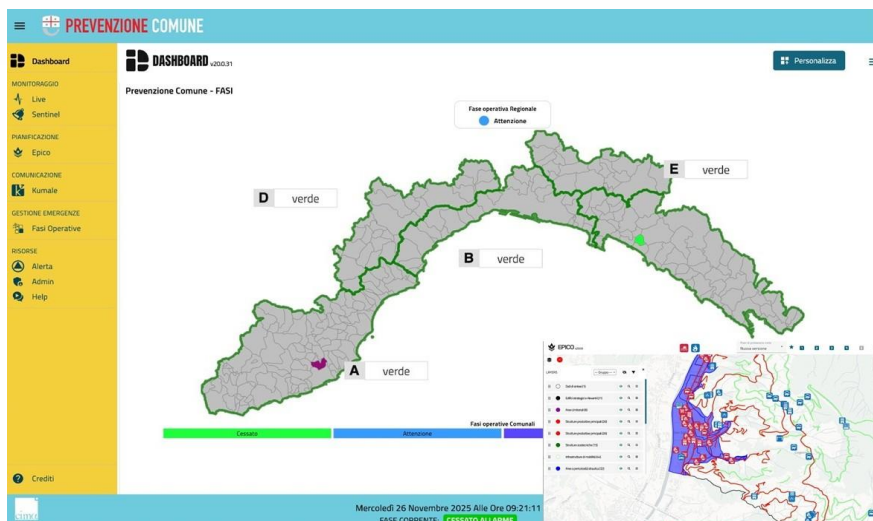 PREVENZIONE COMUNE
Dashboard
DASHBOARD v20.0.31
Personalizza
MONITORAGGIO
Live
Sentinel
PIANIFICAZIONE
Epico
COMUNICAZIONE
Kumale
GESTIONE EMERGENZE
Fasi Operative
RISORSE
Alerta
Admin
Help
Crediti
Prevenzione Comune - FASI
Fase operativa Regionale
Attenzione
D verde
E verde
B verde
A verde
Fasi operative Comunali
Cessato
Attenzione
EPICO
LAYERS
Mercoledì 26 Novembre 2025 Alle Ore 09:21:11
FASE CORRENTE: CESSATO ALLARME
cima